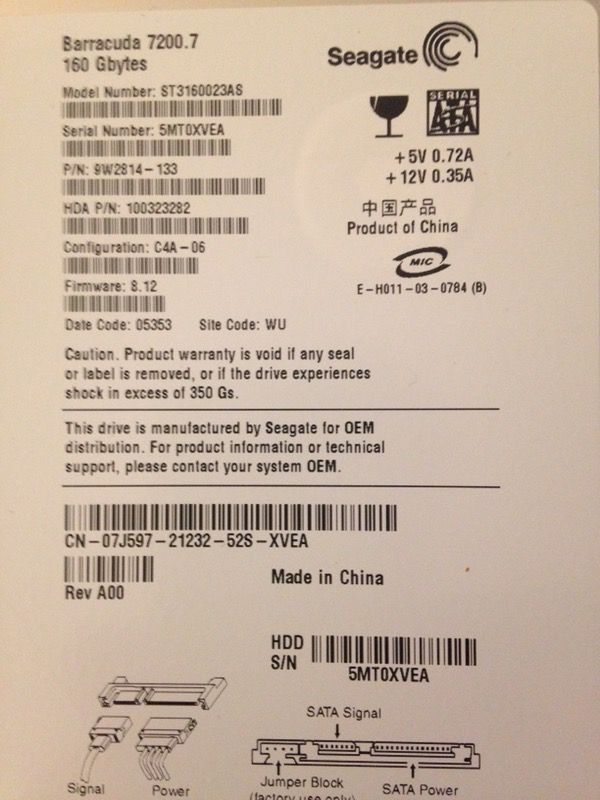 Barracuda 7200.7
160 Gbytes
Seagate
Model Number: ST3160023AS
SERIAL
ATA
Serial Number: 5MT0XVEA
+5V 0.72A
P/N: 9W2814-133
+12V 0.35A
HDA P/N: 100323282
中国产品
Product of China
Configuration: C4A-06
MIC
Firmware: 8.12
E-H011-03-0784 (B)
Date Code: 05353 Site Code: WU
Caution. Product warranty is void if any seal
or label is removed, or if the drive experiences
shock in excess of 350 Gs.
This drive is manufactured by Seagate for OEM
distribution. For product information or technical
support, please contact your system OEM.
CN-07J597-21232-52S-XVEA
Rev A00
Made in China
HDD
S/N
5MT0XVEA
SATA Signal
Signal
Power
Jumper Block
(factory use only)
SATA Power